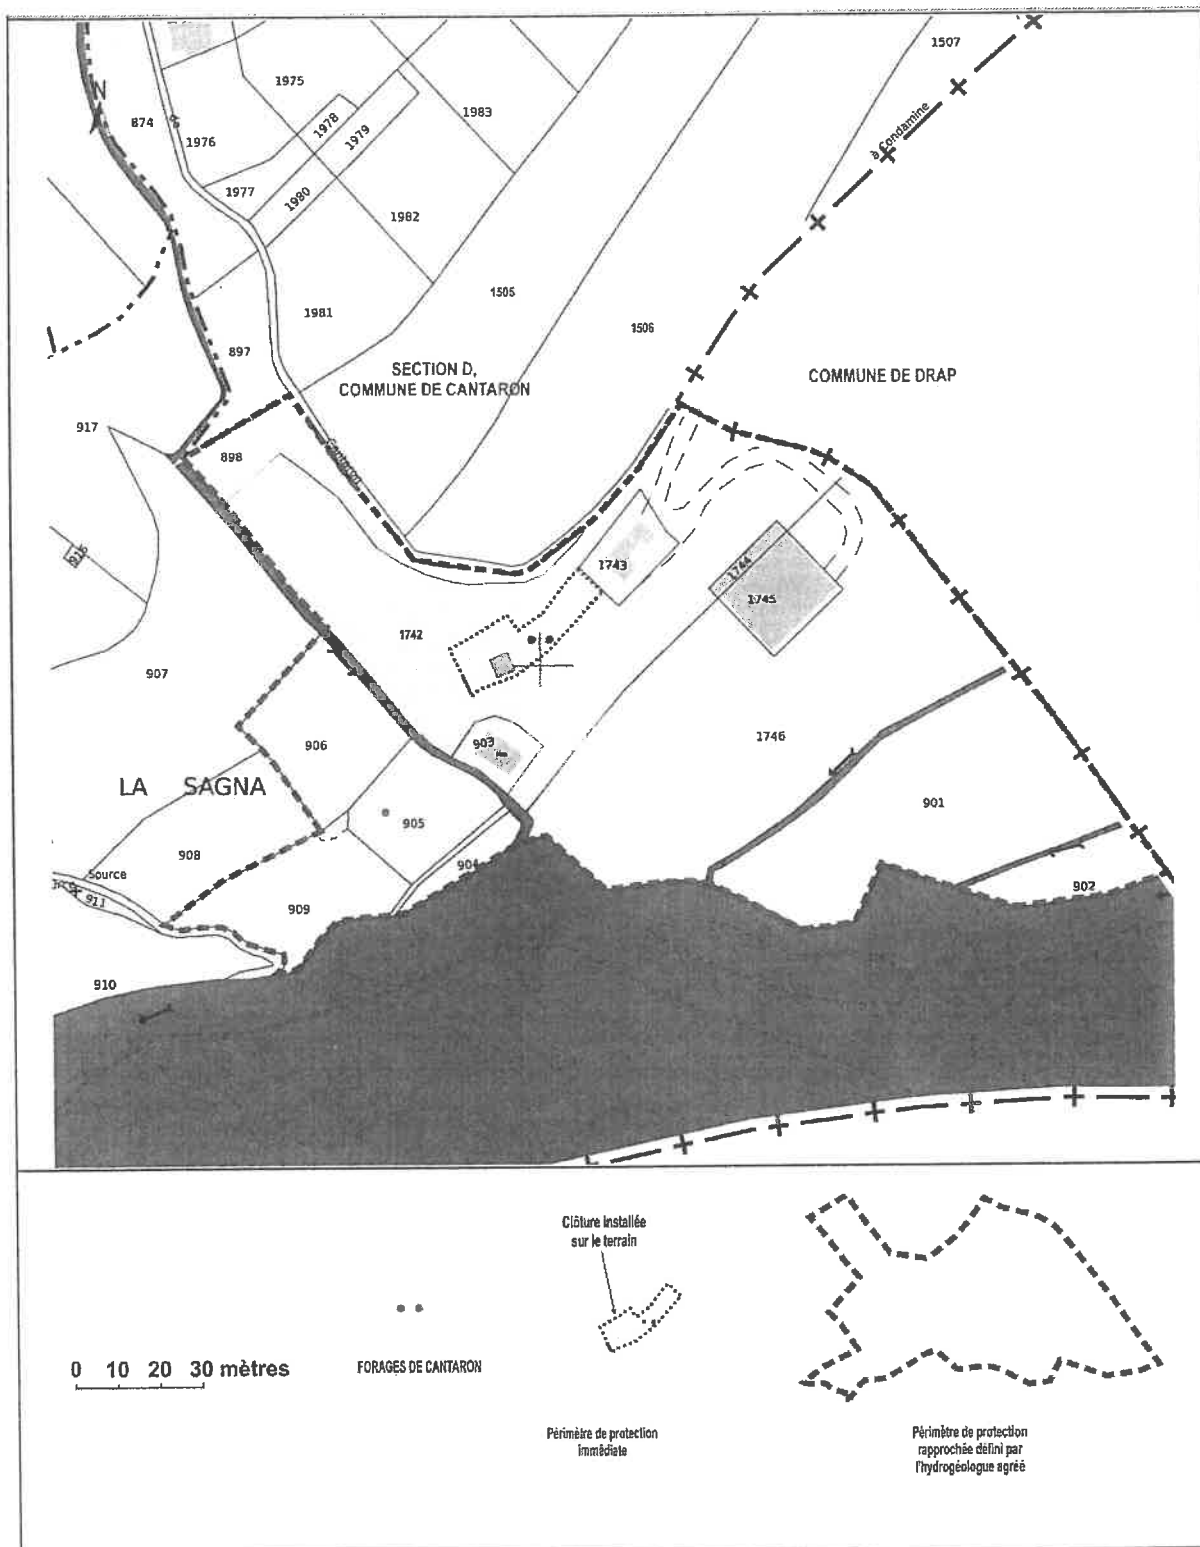 1507
N
1975
874
1976
1978
1983
1979
à Condamine
1977
1980
1982
1505
1981
1506
897
SECTION D,
COMMUNE DE CANTARON
COMMUNE DE DRAP
917
898
Cantaron
916
1743
1744
1745
1742
907
906
903
1746
LA SAGNA
905
901
908
904
Source
911
902
909
910
Clôture installée
sur le terrain
0 10 20 30 mètres
FORAGES DE CANTARON
Périmètre de protection
immédiate
Périmètre de protection
rapprochée défini par
l'hydrogéologue agréé